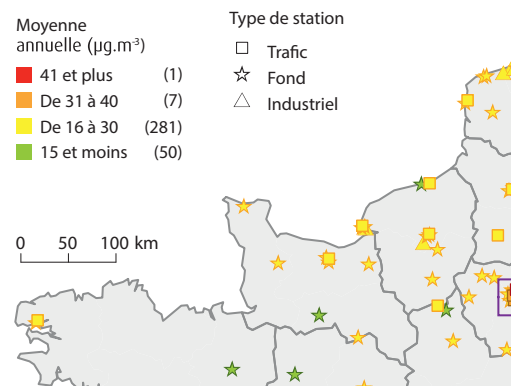 Moyenne
annuelle (µg.m-3)
41 et plus (1)
De 31 à 40 (7)
De 16 à 30 (281)
15 et moins (50)
Type de station
Trafic
Fond
Industriel
0 50 100 km